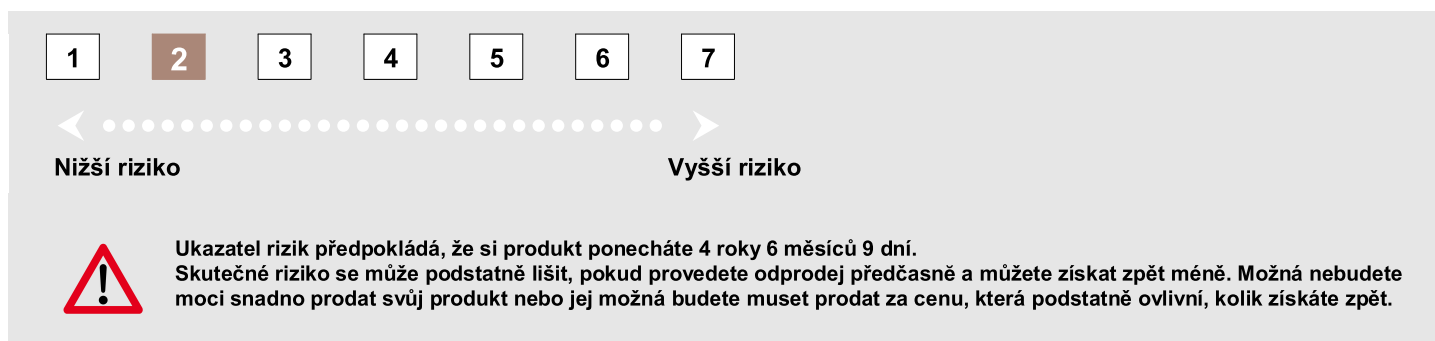 1 2 3 4 5 6 7
Nižší riziko Vyšší riziko
Ukazatel rizik předpokládá, že si produkt ponecháte 4 roky 6 měsíců 9 dní.
Skutečné riziko se může podstatně lišit, pokud provedete odprodej předčasně a můžete získat zpět méně. Možná nebudete
moci snadno prodat svůj produkt nebo jej možná budete muset prodat za cenu, která podstatně ovlivní, kolik získáte zpět.